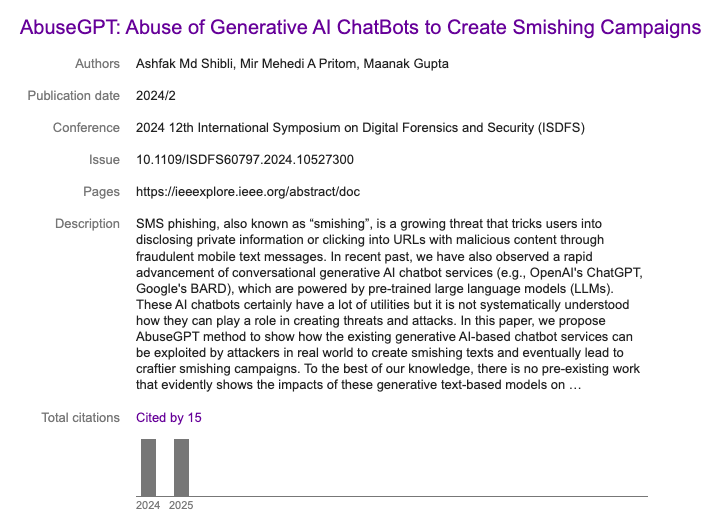 AbuseGPT: Abuse of Generative AI ChatBots to Create Smishing Campaigns
Authors Ashfak Md Shibli, Mir Mehedi A Pritom, Maanak Gupta
Publication date 2024/2
Conference 2024 12th International Symposium on Digital Forensics and Security (ISDFS)
Issue 10.1109/ISDFS60797.2024.10527300
Pages https://ieeexplore.ieee.org/abstract/doc
Description SMS phishing, also known as “smishing”, is a growing threat that tricks users into
disclosing private information or clicking into URLs with malicious content through
fraudulent mobile text messages. In recent past, we have also observed a rapid
advancement of conversational generative AI chatbot services (e.g., OpenAI's ChatGPT,
Google's BARD), which are powered by pre-trained large language models (LLMs).
These AI chatbots certainly have a lot of utilities but it is not systematically understood
how they can play a role in creating threats and attacks. In this paper, we propose
AbuseGPT method to show how the existing generative AI-based chatbot services can
be exploited by attackers in real world to create smishing texts and eventually lead to
craftier smishing campaigns. To the best of our knowledge, there is no pre-existing work
that evidently shows the impacts of these generative text-based models on …
Total citations Cited by 15
2024 2025